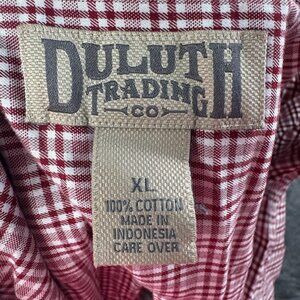 DULUTH
TRADING
CO
XL
100% COTTON
MADE IN
INDONESIA
CARE OVER